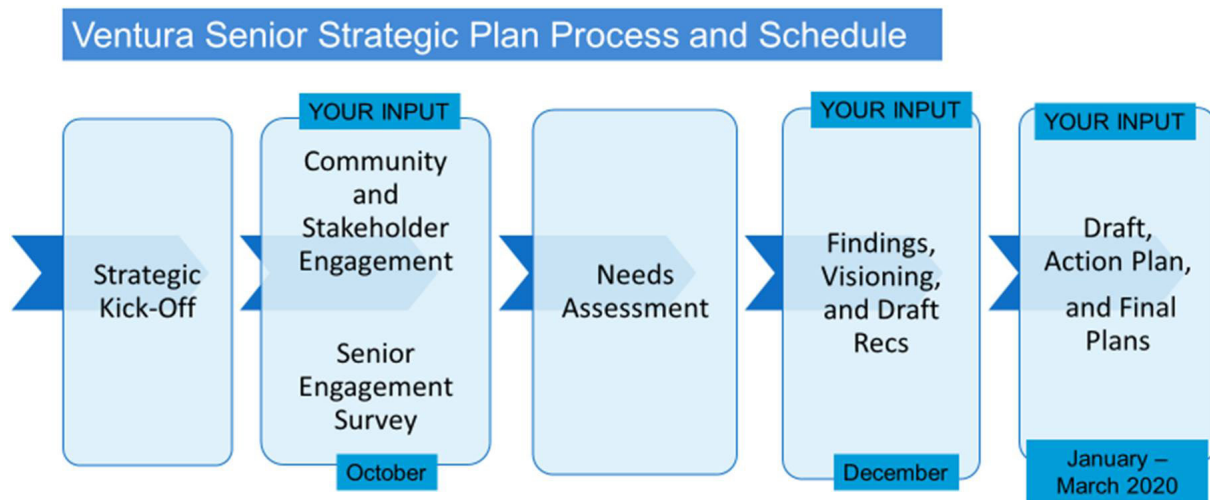 Ventura Senior Strategic Plan Process and Schedule
Strategic
Kick-Off
YOUR INPUT
Community
and
Stakeholder
Engagement
Senior
Engagement
Survey
October
Needs
Assessment
YOUR INPUT
Findings,
Visioning,
and Draft
Recs
December
YOUR INPUT
Draft,
Action Plan,
and Final
Plans
January –
March 2020